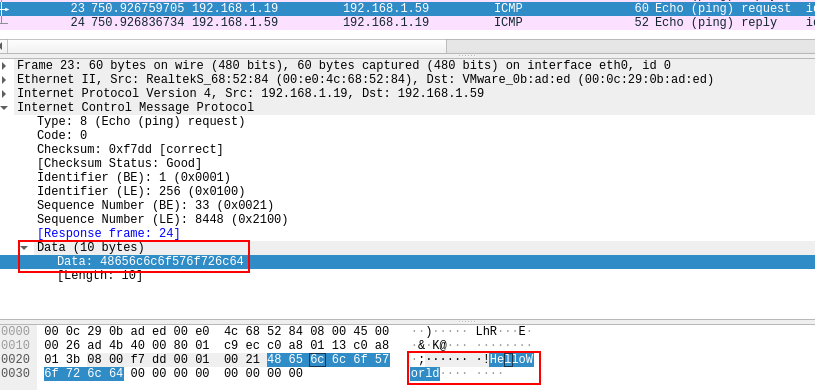 23 750.926759705 192.168.1.19 192.168.1.59 ICMP 60 Echo (ping) request id
24 750.926836734 192.168.1.59 192.168.1.19 ICMP 52 Echo (ping) reply id
Frame 23: 60 bytes on wire (480 bits), 60 bytes captured (480 bits) on interface eth0, id 0
Ethernet II, Src: RealtekS_68:52:84 (00:e0:4c:68:52:84), Dst: VMware_0b:ad:ed (00:0c:29:0b:ad:ed)
Internet Protocol Version 4, Src: 192.168.1.19, Dst: 192.168.1.59
Internet Control Message Protocol
Type: 8 (Echo (ping) request)
Code: 0
Checksum: 0xf7dd [correct]
[Checksum Status: Good]
Identifier (BE): 1 (0x0001)
Identifier (LE): 256 (0x0100)
Sequence Number (BE): 33 (0x0021)
Sequence Number (LE): 8448 (0x2100)
[Response frame: 24]
Data (10 bytes)
Data: 48656c6c6f576f726c64
[Length: 10]
0000 00 0c 29 0b ad ed 00 e0 4c 68 52 84 08 00 45 00 ··)····· LhR···E·
0010 00 26 ad 4b 40 00 80 01 c9 ec c0 a8 01 13 c0 a8 ·&·K@··· ········
0020 01 3b 08 00 f7 dd 00 01 00 21 48 65 6c 6c 6f 57 ·;······ ·!HelloW
0030 6f 72 6c 64 00 00 00 00 00 00 00 00 orld···· ····